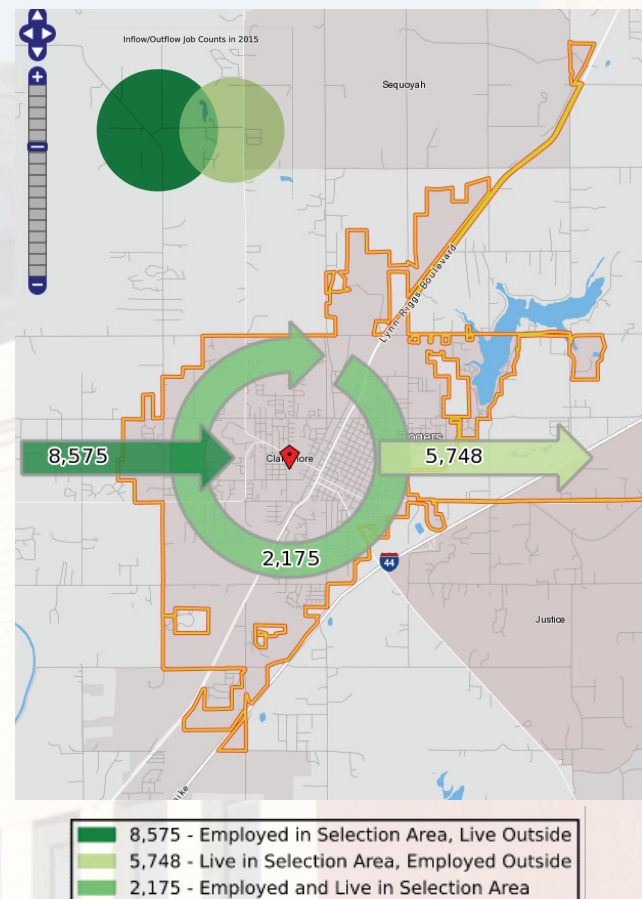 Inflow/Outflow Job Counts in 2015
Sequoyah
Lynn Riggs Boulevard
8,575
5,748
2,175
44
Justice
8,575 - Employed in Selection Area, Live Outside
5,748 - Live in Selection Area, Employed Outside
2,175 - Employed and Live in Selection Area